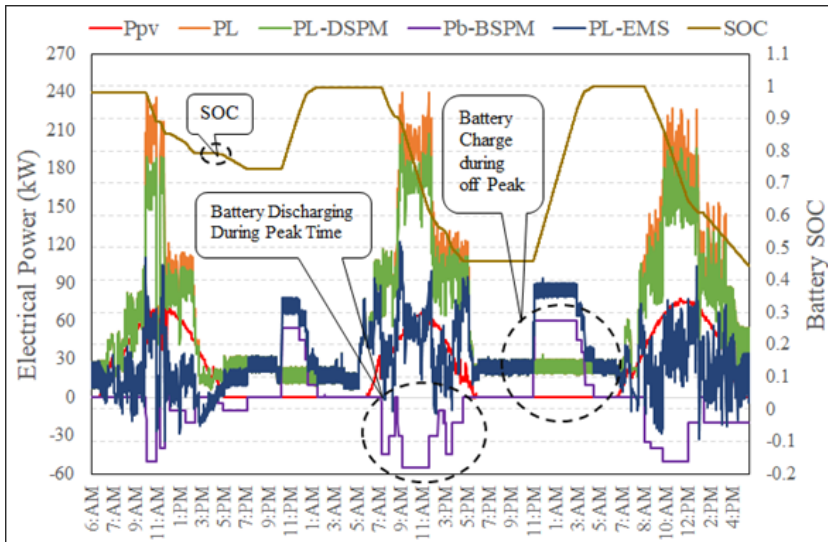 Ppv PL PL-DSPM Pb-BSPM PL-EMS SOC
270
240
210
180
150
120
90
60
30
0
-30
-60
Electrical Power (kW)
1.1
1
0.9
0.8
0.7
0.6
0.5
0.4
0.3
0.2
0.1
0
-0.1
-0.2
Battery SOC
SOC
Battery
Charge
during
off Peak
Battery Discharging
During Peak Time
6:AM
7:AM
9:AM
11:AM
1:PM
3:PM
5:PM
7:PM
9:PM
11:PM
1:AM
3:AM
5:AM
7:AM
9:AM
11:AM
1:PM
3:PM
5:PM
7:PM
9:PM
11:PM
1:AM
3:AM
4:AM
6:AM
8:AM
10:AM
12:PM
2:PM
4:PM